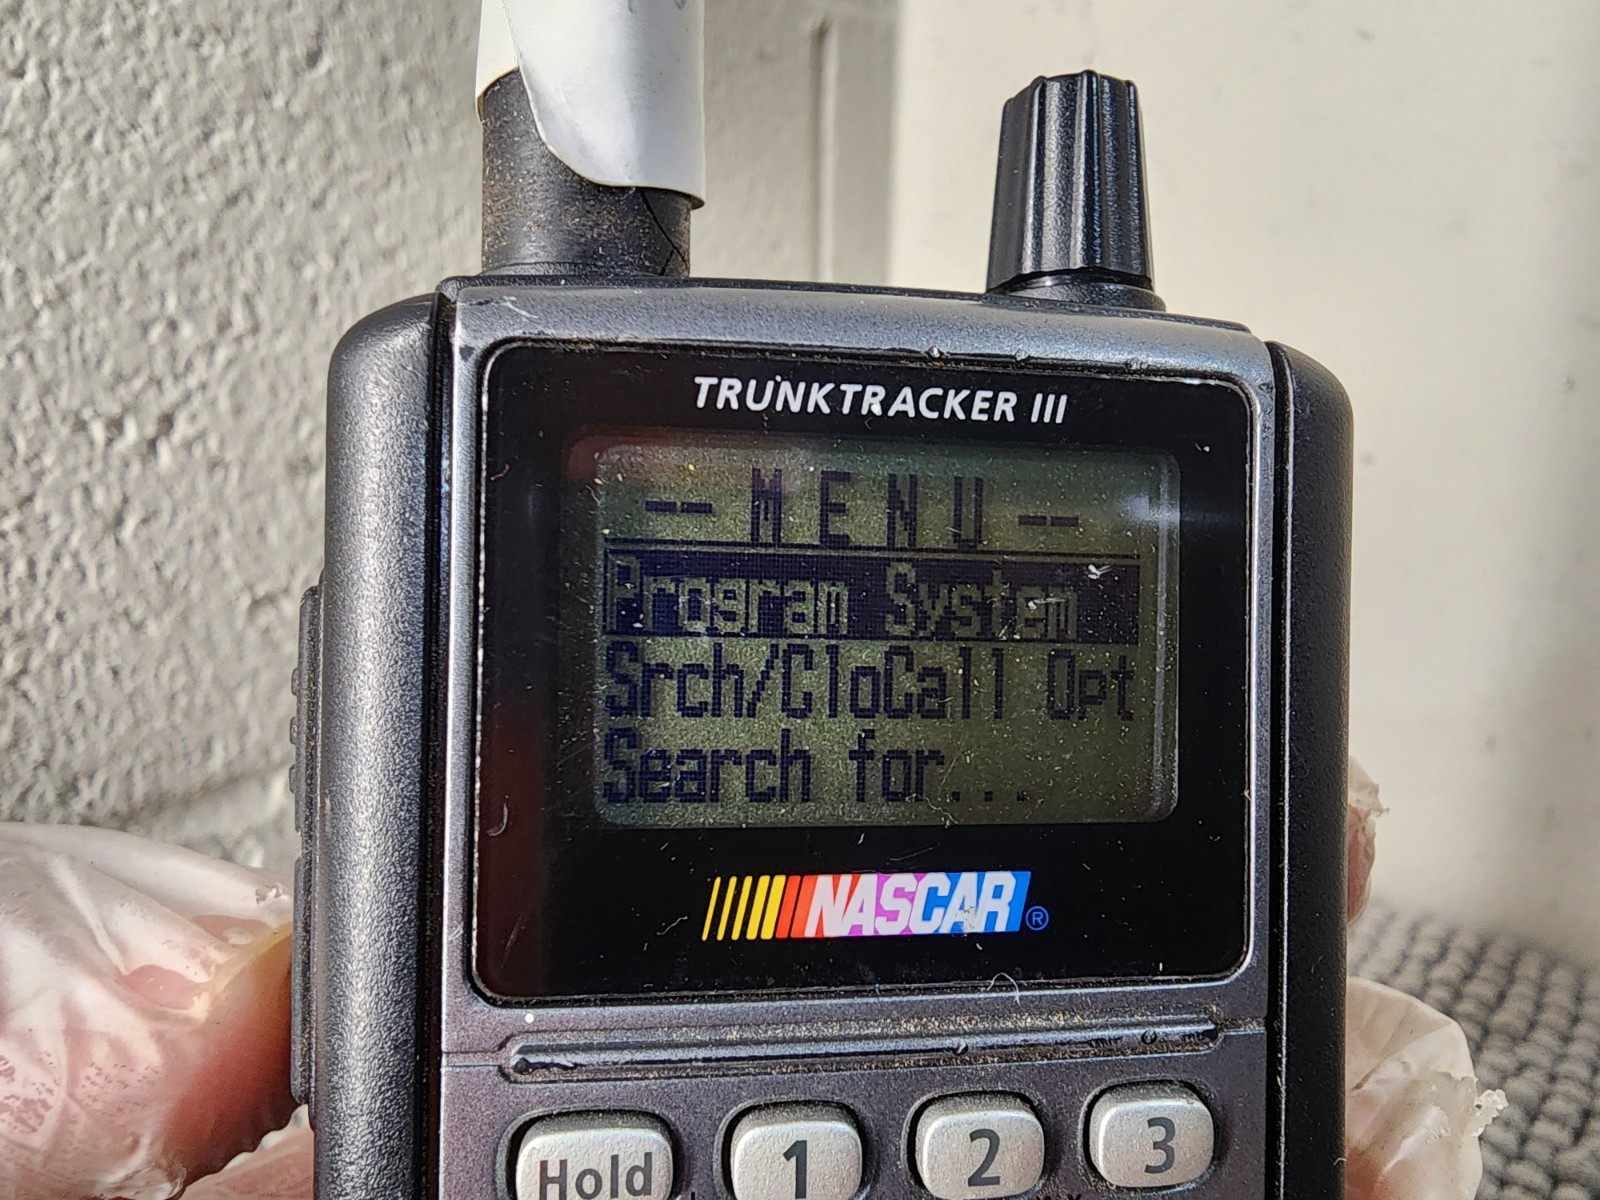 TRUNKTRACKER III
-- MENU --
Program System
Srch/CloCall Opt
Search for...
NASCAR®
Hold 1 2 3